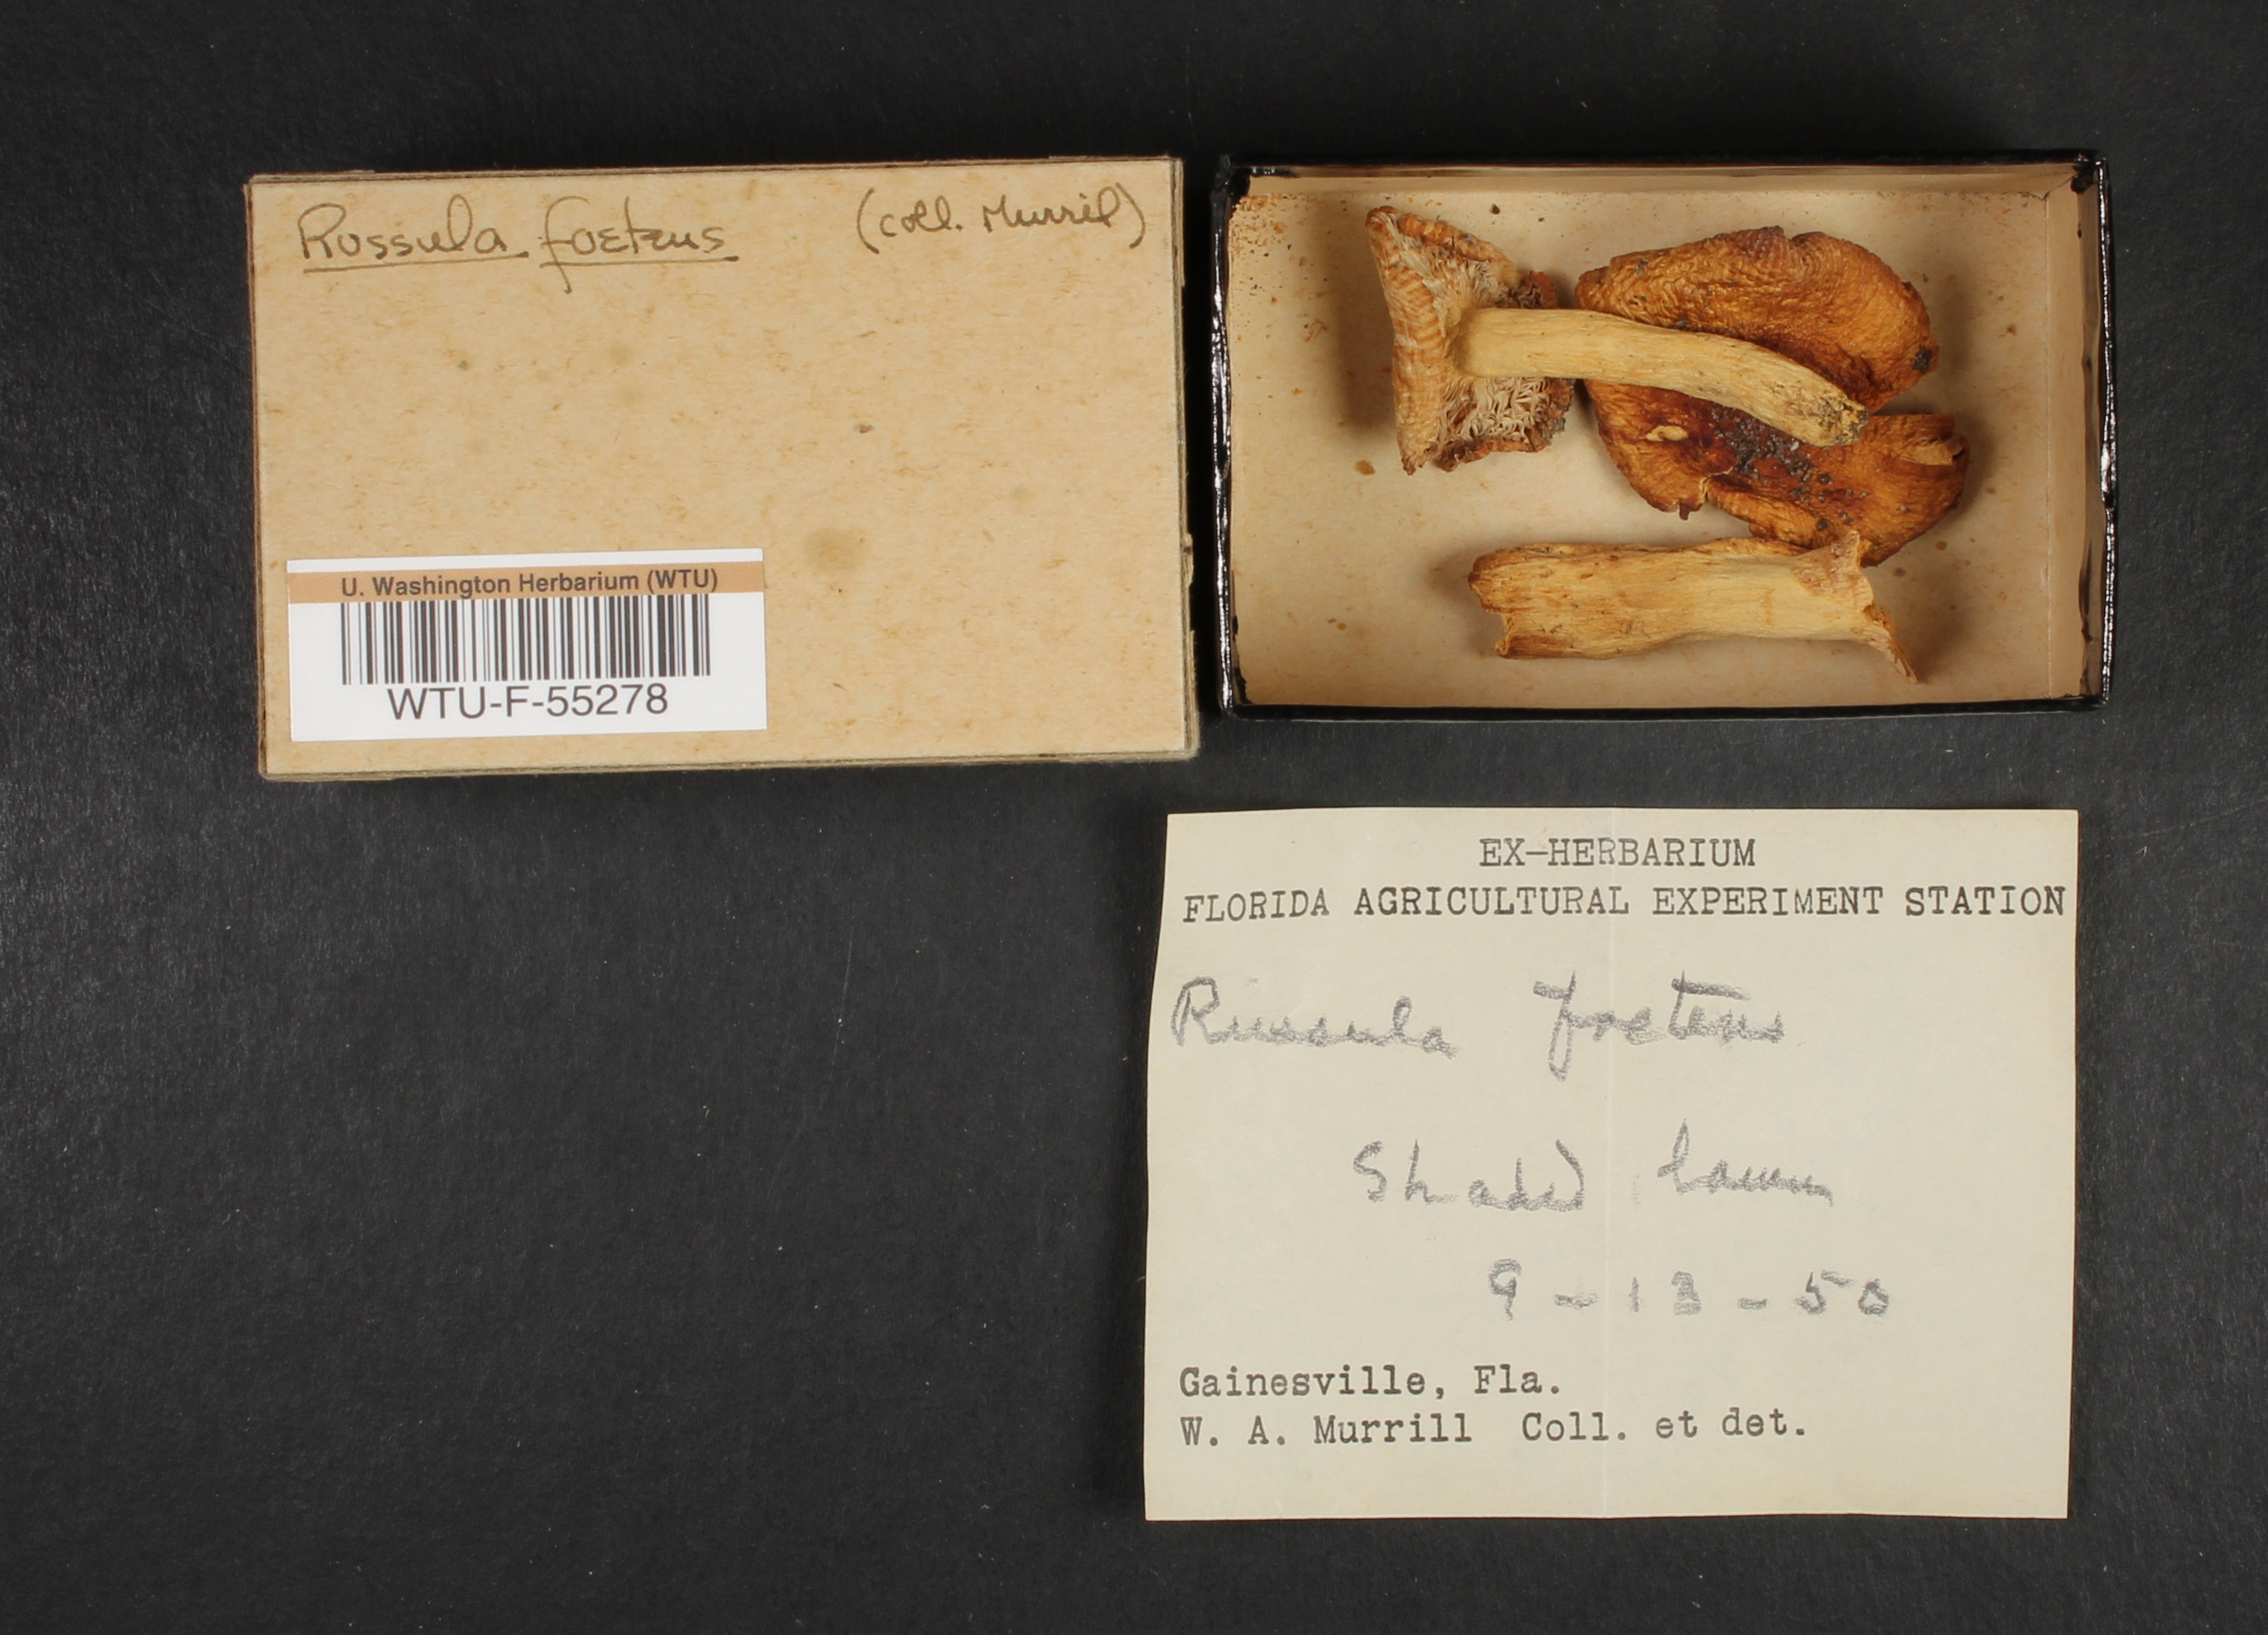 Russula foetens (coll. Murril)
U. Washington Herbarium (WTU)
WTU-F-55278
EX-HERBARIUM
FLORIDA AGRICULTURAL EXPERIMENT STATION
Russula foetens
Shaded lawn
9-13-50
Gainesville, Fla.
W. A. Murrill Coll. et det.